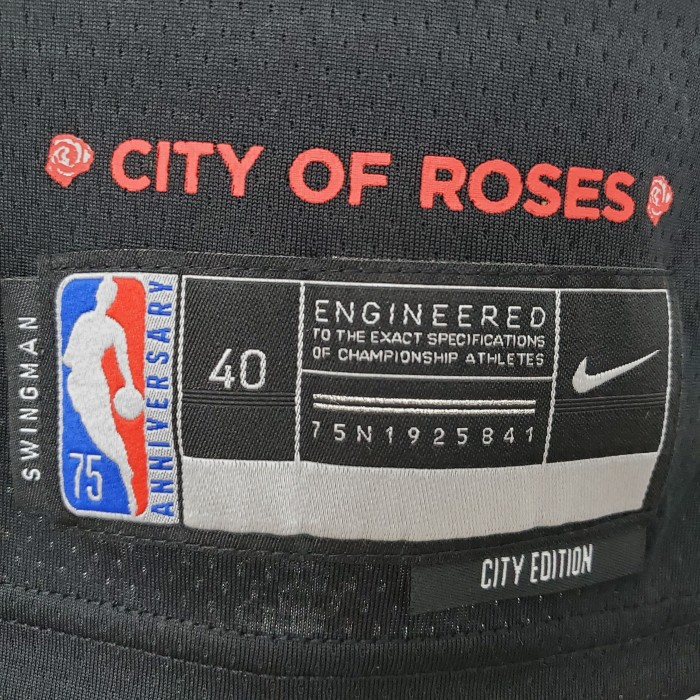 CITY OF ROSES
SWINGMAN
75
ANNIVERSARY
40
ENGINEERED
TO THE EXACT SPECIFICATIONS
OF CHAMPIONSHIP ATHLETES
75N1925841
CITY EDITION